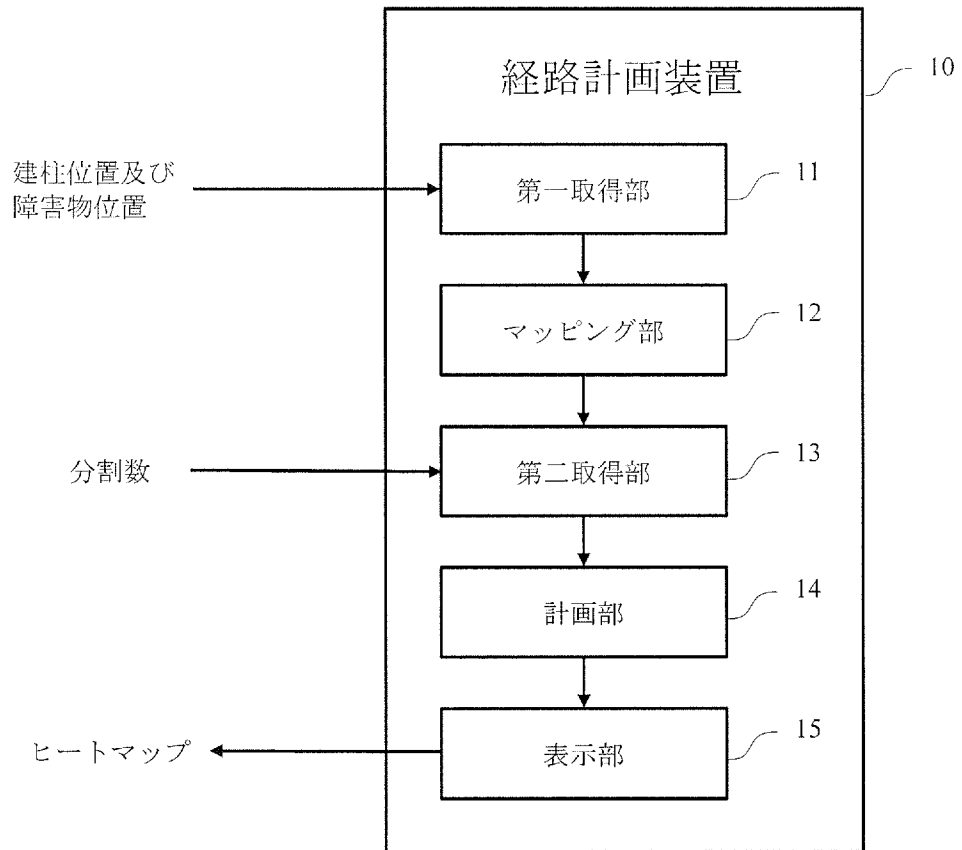 経路計画装置
10
建柱位置及び
障害物位置
第一取得部
11
マッピング部
12
分割数
第二取得部
13
計画部
14
ヒートマップ
表示部
15